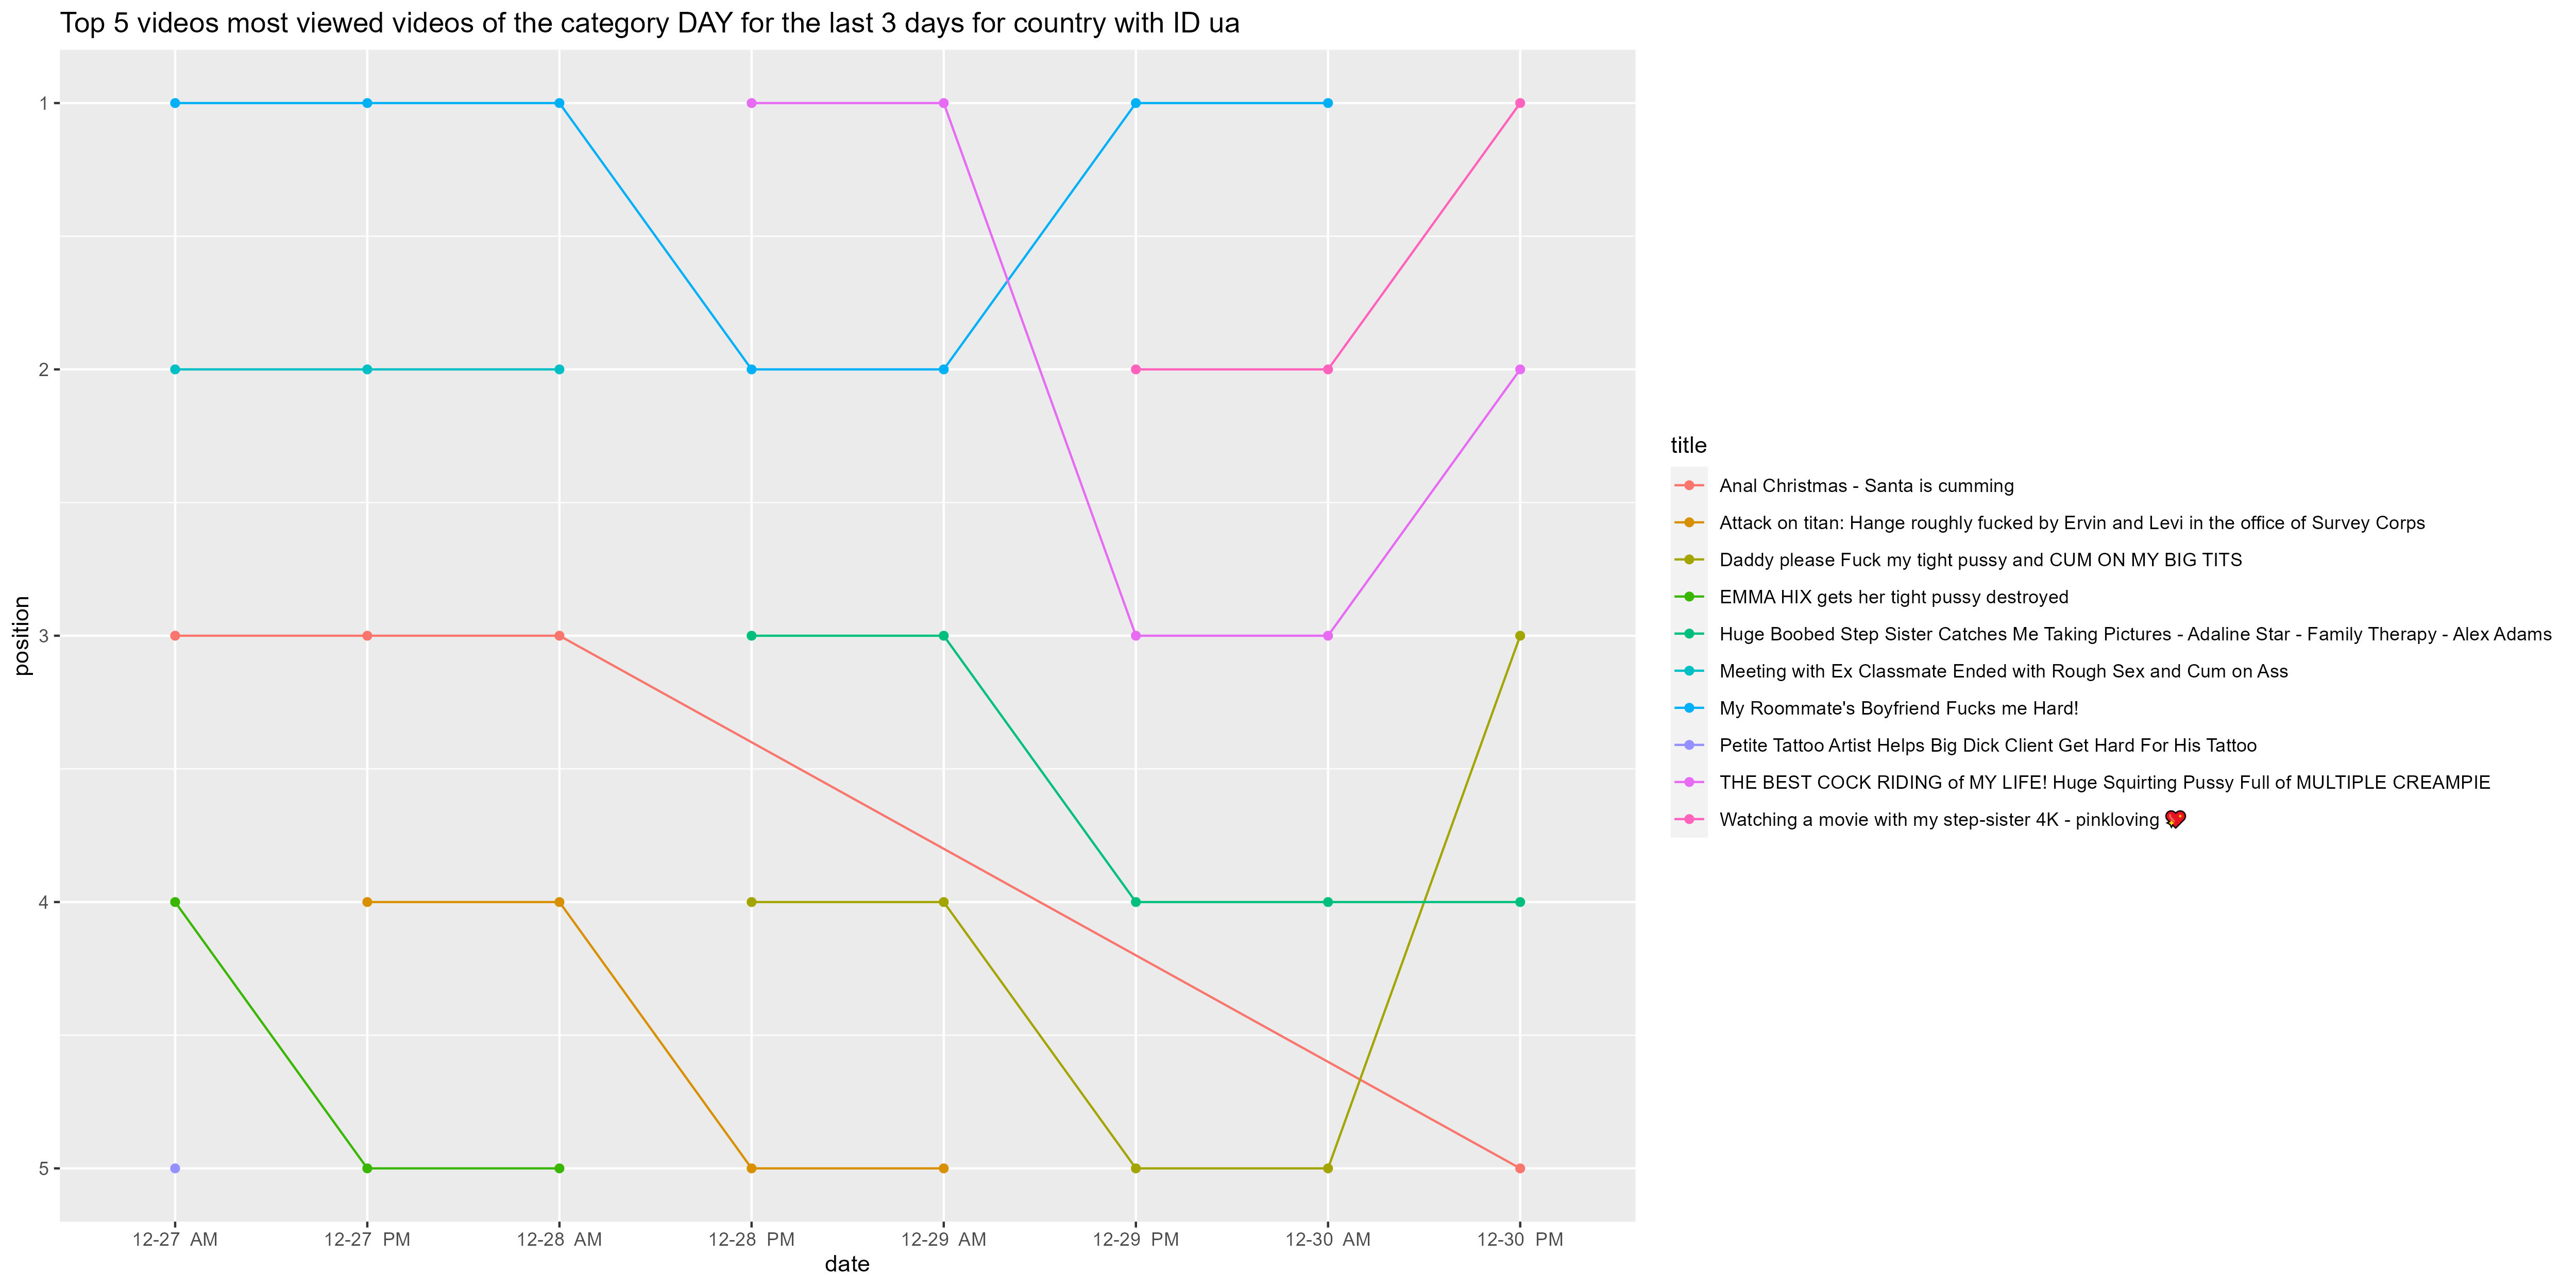 Top 5 videos most viewed videos of the category DAY for the last 3 days for country with ID ua
1
2
3
4
5
position
12-27 AM
12-27 PM
12-28 AM
12-28 PM
12-29 AM
12-29 PM
12-30 AM
12-30 PM
date
title
Anal Christmas - Santa is cumming
Attack on titan: Hange roughly fucked by Ervin and Levi in the office of Survey Corps
Daddy please Fuck my tight pussy and CUM ON MY BIG TITS
EMMA HIX gets her tight pussy destroyed
Huge Boobed Step Sister Catches Me Taking Pictures - Adaline Star - Family Therapy - Alex Adams
Meeting with Ex Classmate Ended with Rough Sex and Cum on Ass
My Roommate's Boyfriend Fucks me Hard!
Petite Tattoo Artist Helps Big Dick Client Get Hard For His Tattoo
THE BEST COCK RIDING of MY LIFE! Huge Squirting Pussy Full of MULTIPLE CREAMPIE
Watching a movie with my step-sister 4K - pinkloving 💖